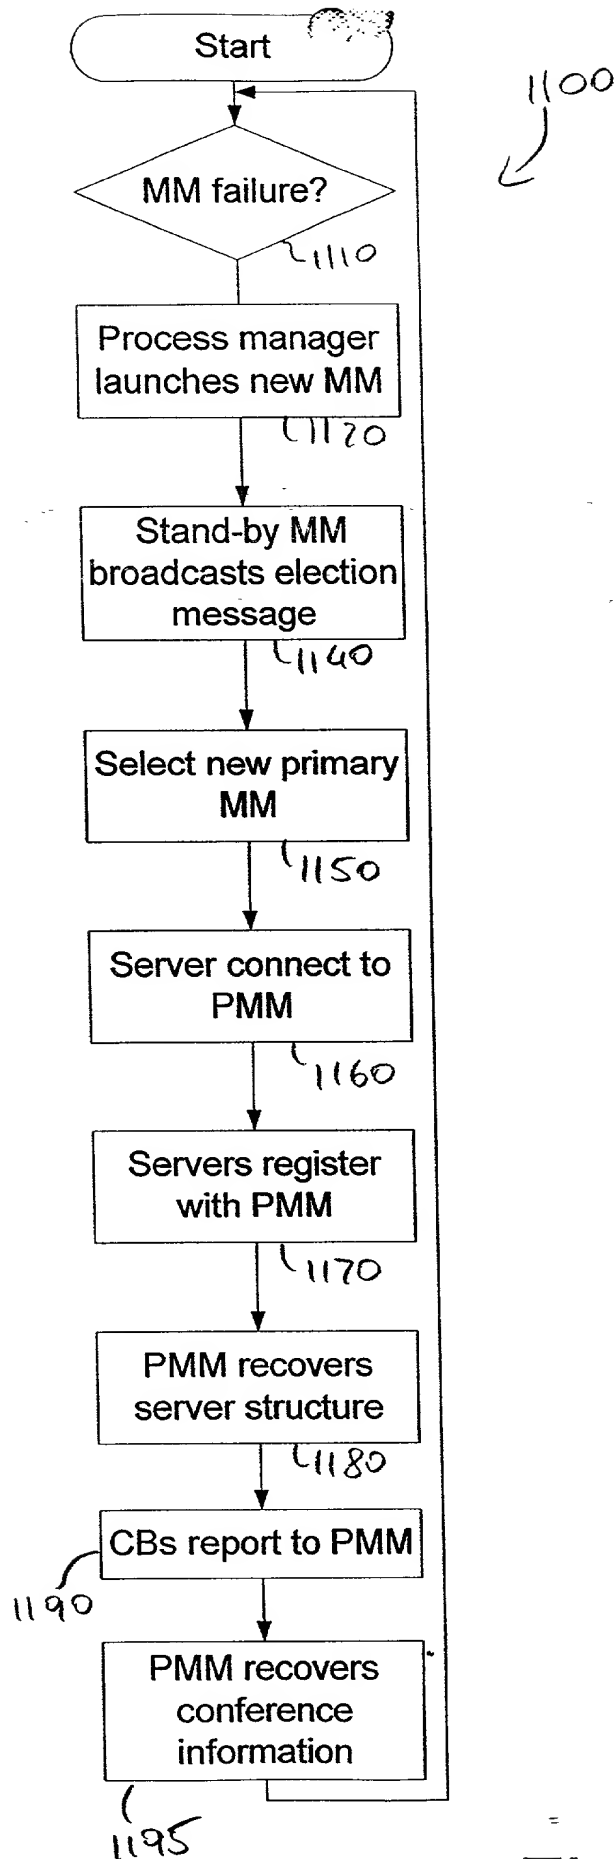 Start
1100
MM failure?
1110
Process manager
launches new MM
1120
Stand-by MM
broadcasts election
message
1140
Select new primary
MM
1150
Server connect to
PMM
1160
Servers register
with PMM
1170
PMM recovers
server structure
1180
CBs report to PMM
1190
PMM recovers
conference
information
1195